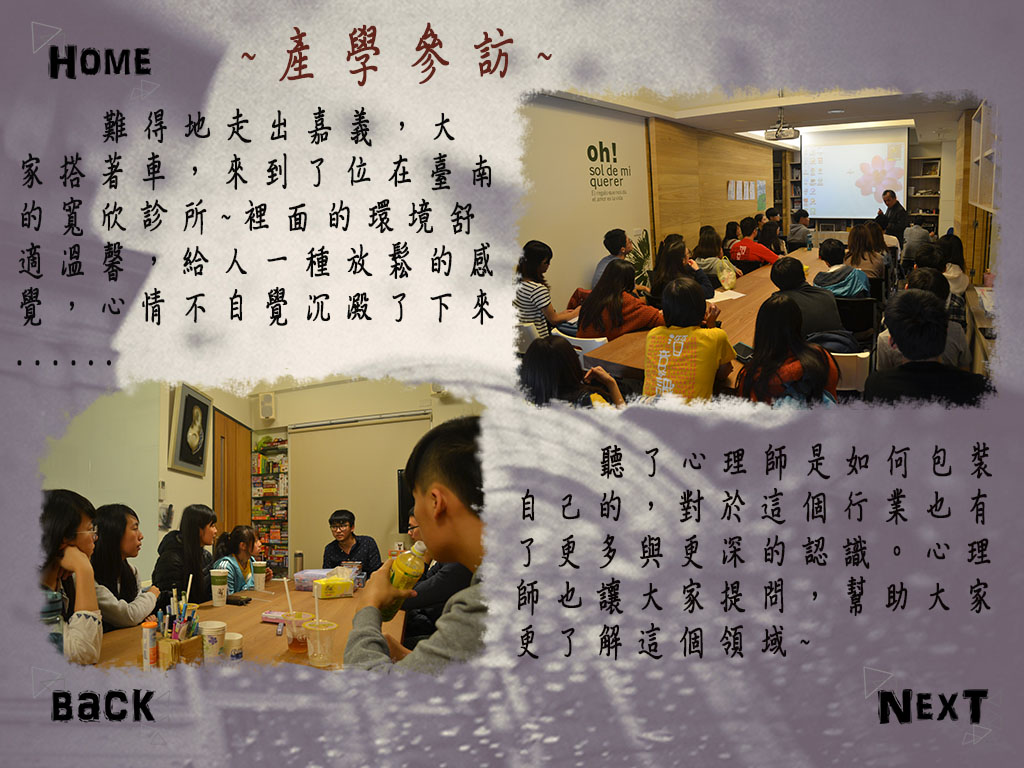 HOME
~產學參訪~
難得地走出嘉義，大
家搭著車，來到了位在臺南
的寬欣診所~裡面的環境舒
適溫馨，給人一種放鬆的感
覺，心情不自覺沉澱了下來
......
oh!
sol de mi
querer
聽了心理師是如何包裝
自己的，對於這個行業也有
了更多與更深的認識。心理
師也讓大家提問，幫助大家
更了解這個領域~
BaCK
NEXT